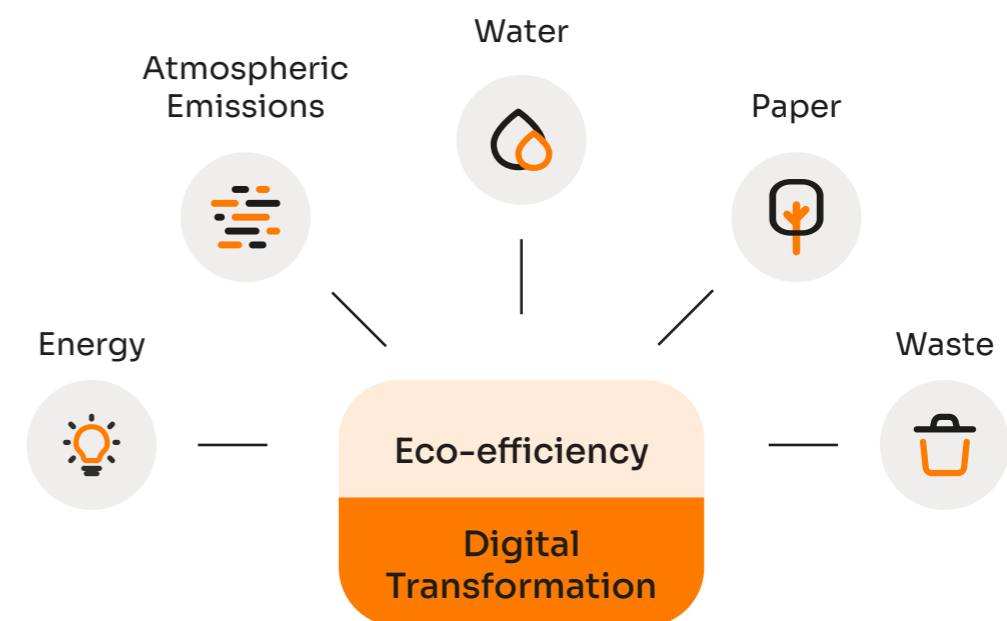 Water
Atmospheric
Emissions
Paper
Energy
Waste
Eco-efficiency
Digital
Transformation